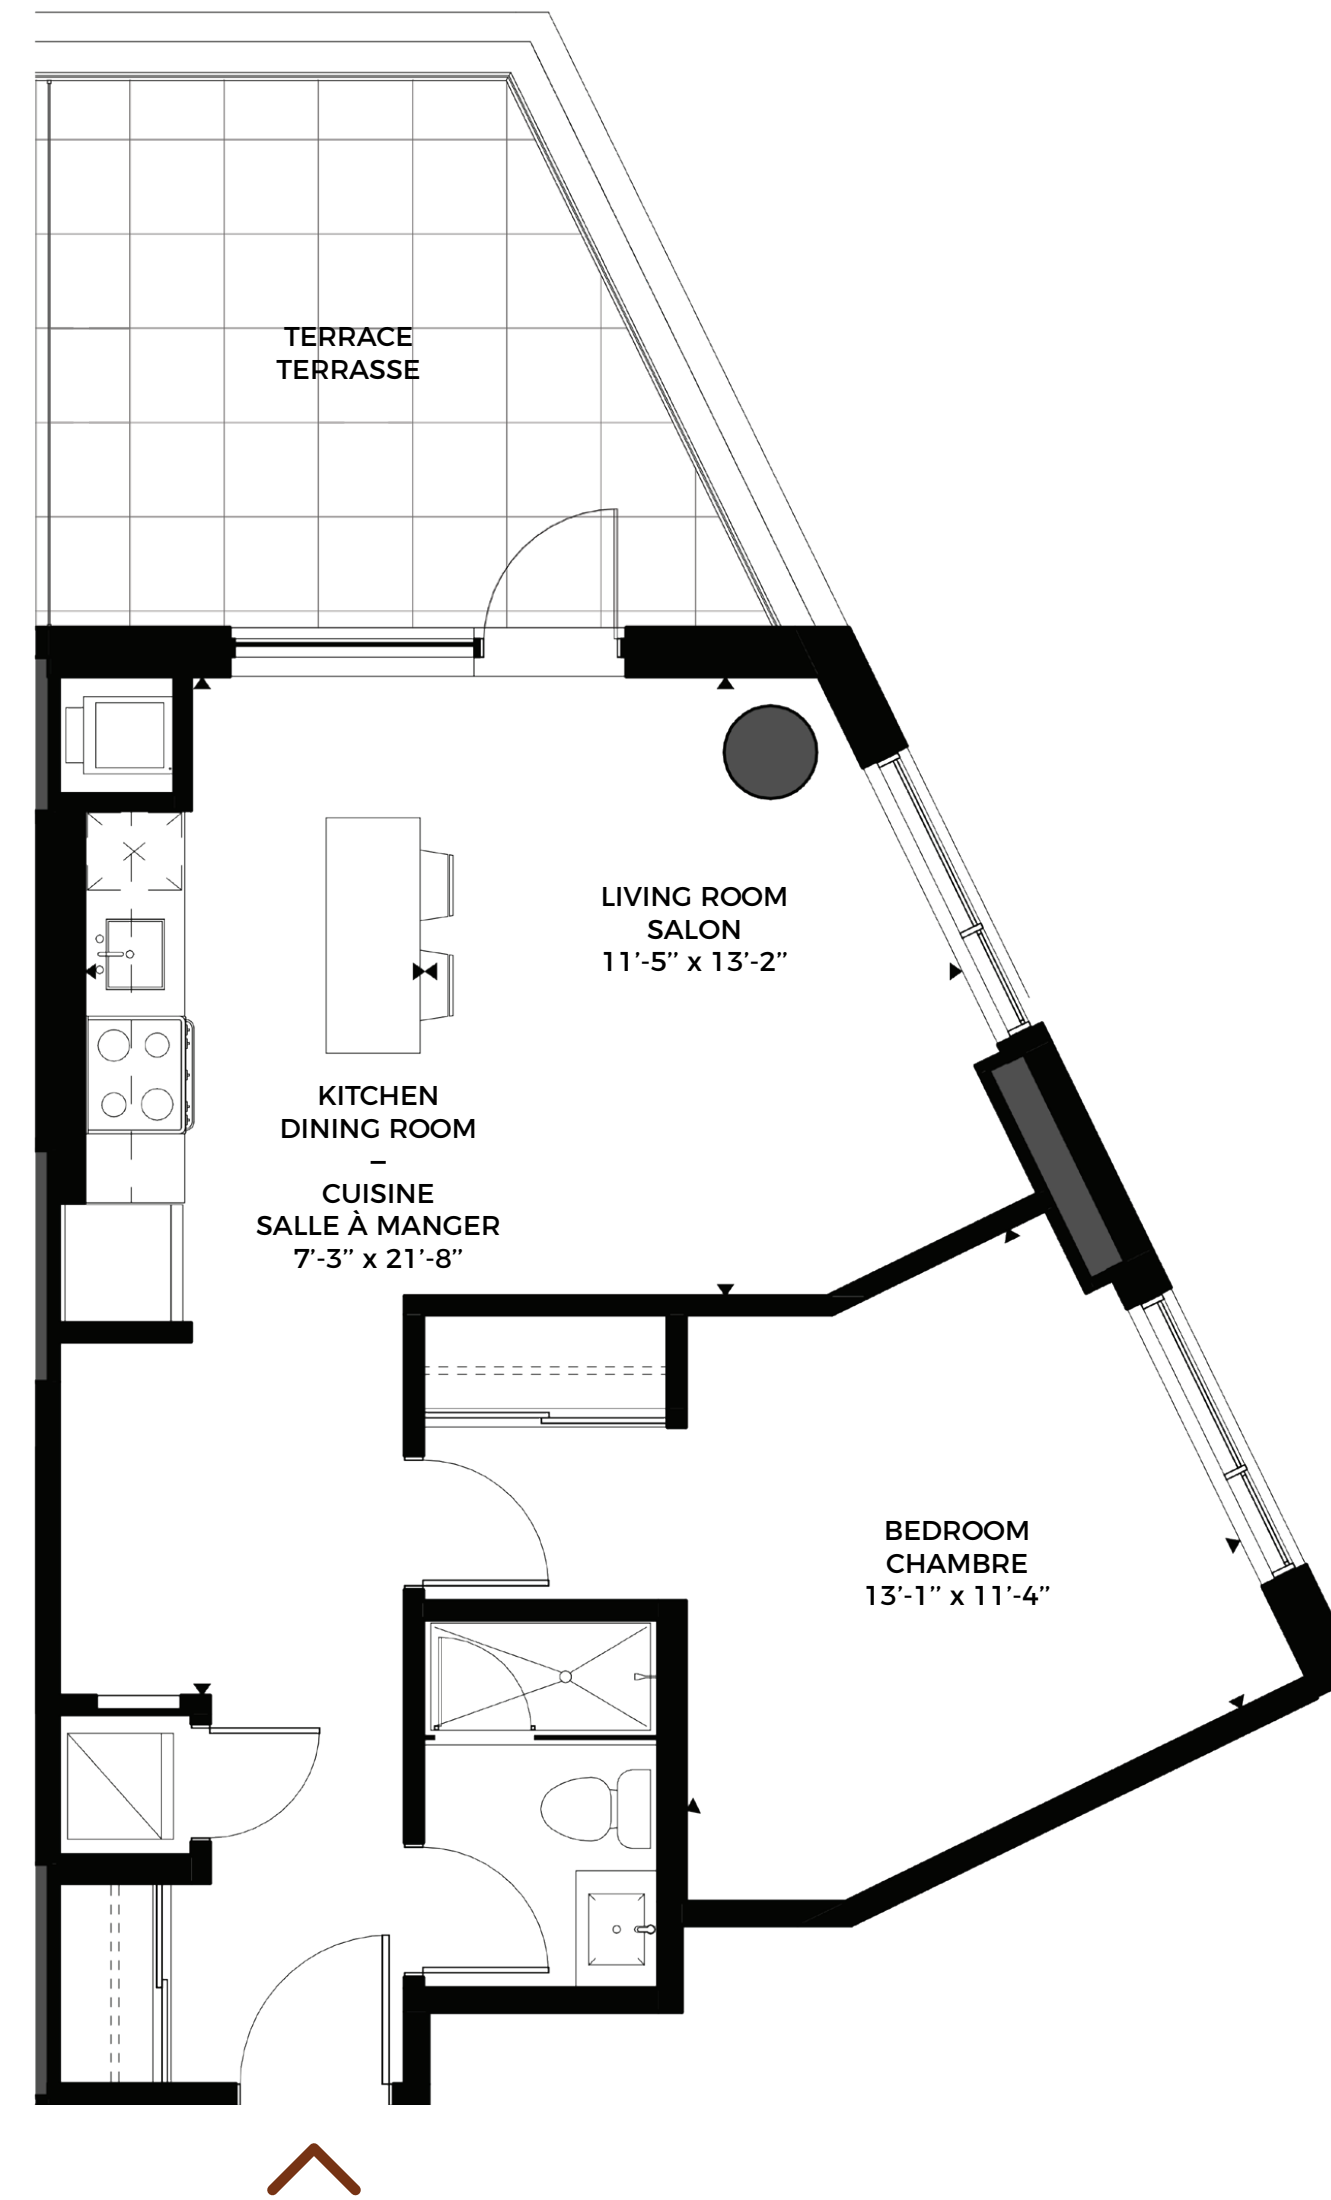 TERRACE
TERRASSE
LIVING ROOM
SALON
11’-5” x 13’-2”
KITCHEN
DINING ROOM
–
CUISINE
SALLE À MANGER
7’-3” x 21’-8”
BEDROOM
CHAMBRE
13’-1” x 11’-4”